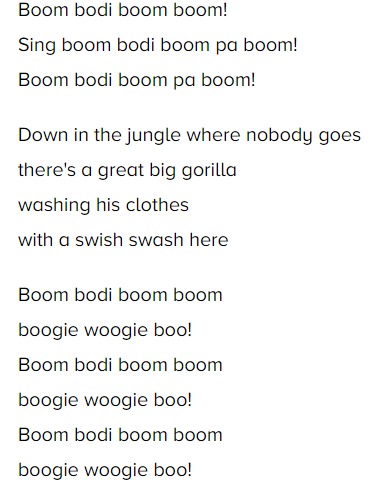 Boom bodi boom boom!
Sing boom bodi boom pa boom!
Boom bodi boom pa boom!
Down in the jungle where nobody goes
there's a great big gorilla
washing his clothes
with a swish swash here
Boom bodi boom boom
boogie woogie boo!
Boom bodi boom boom
boogie woogie boo!
Boom bodi boom boom
boogie woogie boo!